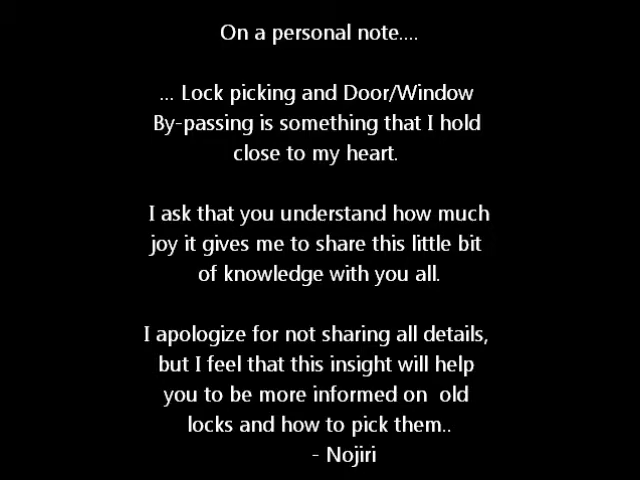 On a personal note....
... Lock picking and Door/Window
By-passing is something that I hold
close to my heart.
I ask that you understand how much
joy it gives me to share this little bit
of knowledge with you all.
I apologize for not sharing all details,
but I feel that this insight will help
you to be more informed on  old
locks and how to pick them..
- Nojiri